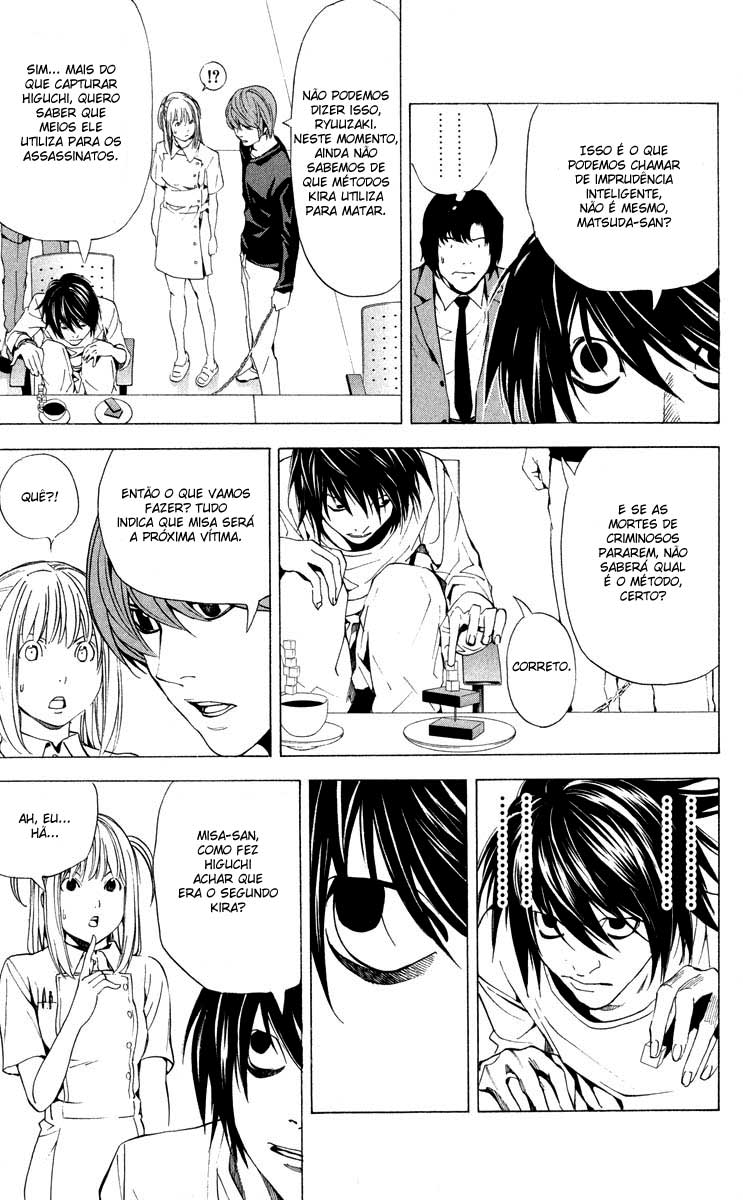 ISSO É O QUE
PODEMOS CHAMAR
DE IMPRUDÊNCIA
INTELIGENTE,
NÃO É MESMO,
MATSUDA-SAN?
........
........
NÃO PODEMOS
DIZER ISSO,
RYUUZAKI.
NESTE MOMENTO,
AINDA NÃO
SABEMOS DE
QUE MÉTODOS
KIRA UTILIZA
PARA MATAR.
!?
SIM... MAIS DO
QUE CAPTURAR
HIGUCHI, QUERO
SABER QUE
MEIOS ELE
UTILIZA PARA OS
ASSASSINATOS.
E SE AS
MORTES DE
CRIMINOSOS
PARAREM, NÃO
SABERÁ QUAL
É O MÉTODO,
CERTO?
CORRETO.
ENTÃO O QUE VAMOS
FAZER? TUDO
INDICA QUE MISA SERÁ
A PRÓXIMA VÍTIMA.
QUÊ?!
MISA-SAN,
COMO FEZ
HIGUCHI
ACHAR QUE
ERA O SEGUNDO
KIRA?
AH, EU...
HÃ...